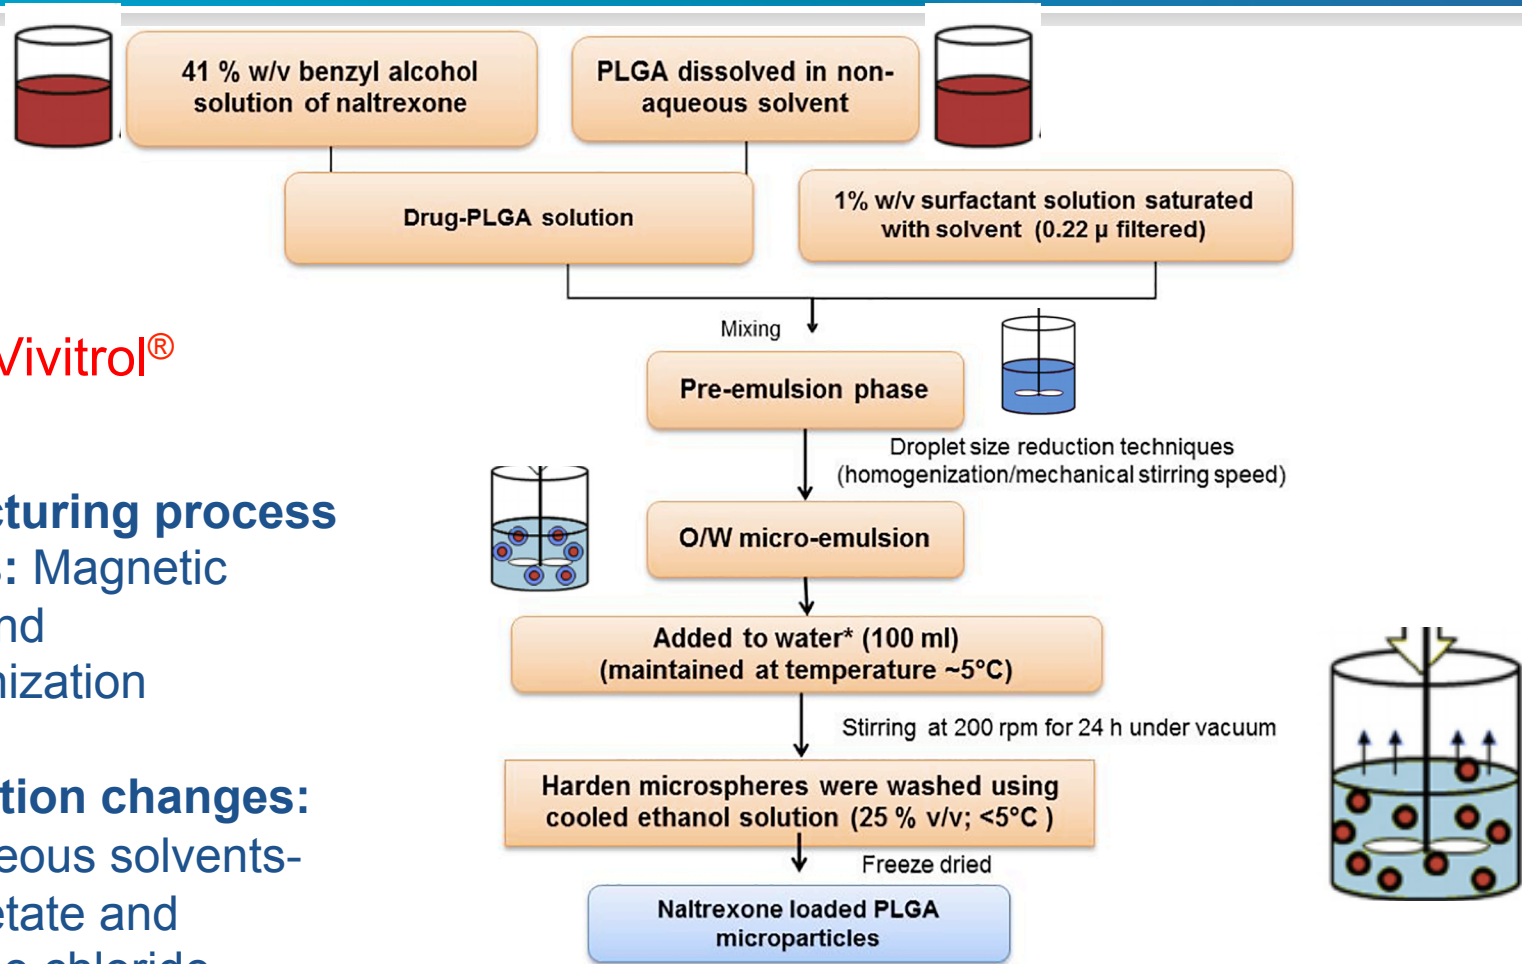 41 % w/v benzyl alcohol
solution of naltrexone
PLGA dissolved in non-
aqueous solvent
Drug-PLGA solution
1% w/v surfactant solution saturated
with solvent (0.22 µ filtered)
Mixing
Vivitrol®
Pre-emulsion phase
Droplet size reduction techniques
(homogenization/mechanical stirring speed)
cturing process
s: Magnetic
nd
nization
O/W micro-emulsion
Added to water* (100 ml)
(maintained at temperature ~5°C)
Stirring at 200 rpm for 24 h under vacuum
tion changes:
eous solvents-
etate and
Harden microspheres were washed using
cooled ethanol solution (25 % v/v; <5°C )
Freeze dried
Naltrexone loaded PLGA
microparticles
chloride